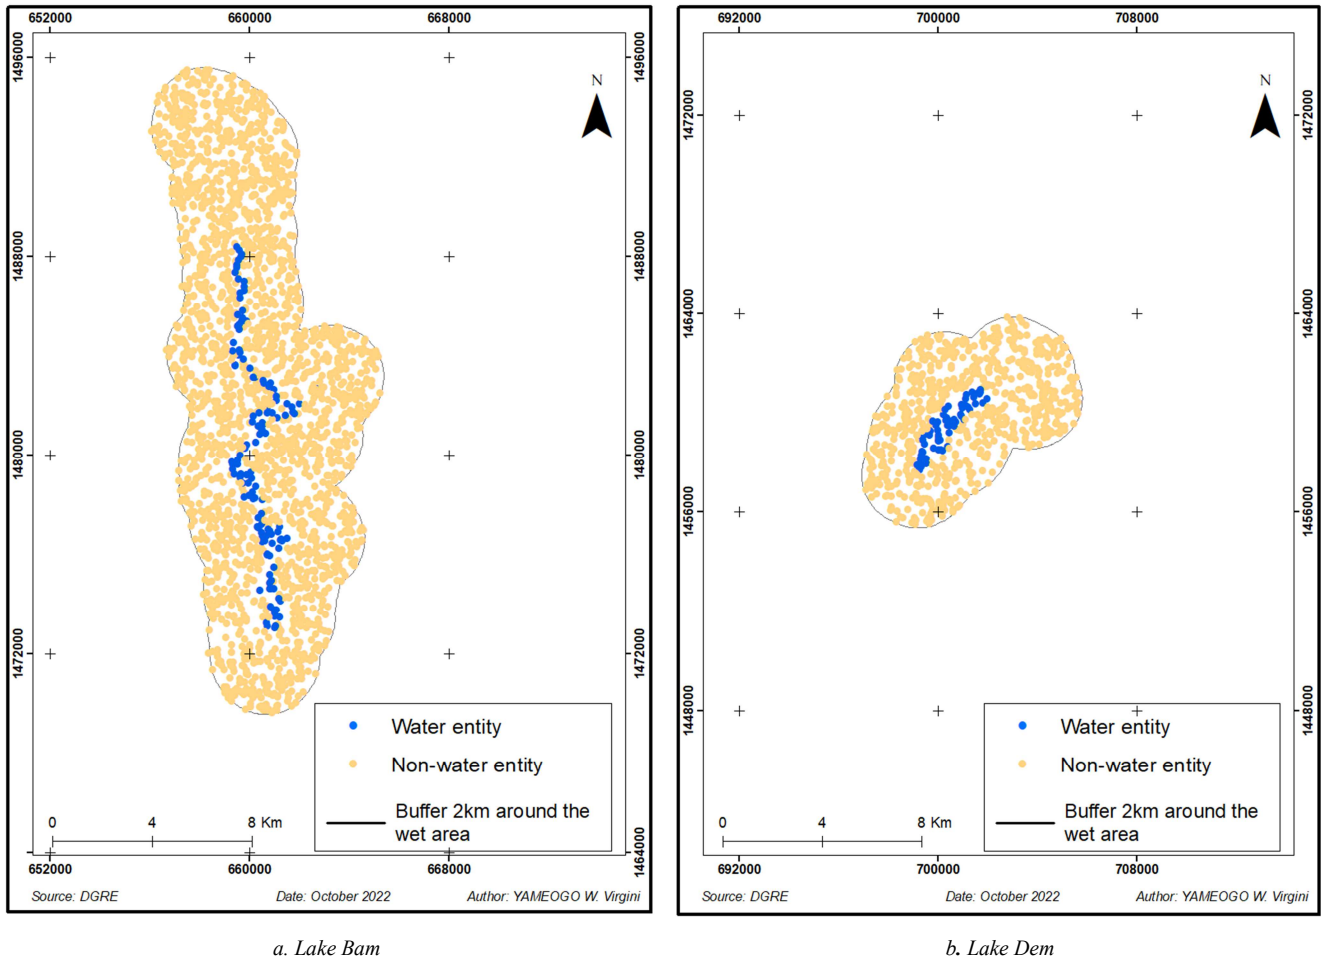 652000 660000 668000
1496000 1496000
N
1488000 1488000
1480000 1480000
1472000 1472000
Water entity
Non-water entity
Buffer 2km around the
wet area
0 4 8 Km
1464000
652000 660000 668000
Source: DGRE Date: October 2022 Author: YAMEOGO W. Virgini
a. Lake Bam
692000 700000 708000
N
1472000 1472000
1464000 1464000
1456000 1456000
1448000 1448000
Water entity
Non-water entity
Buffer 2km around the
wet area
0 4 8 Km
692000 700000 708000
Source: DGRE Date: October 2022 Author: YAMEOGO W. Virgini
b. Lake Dem